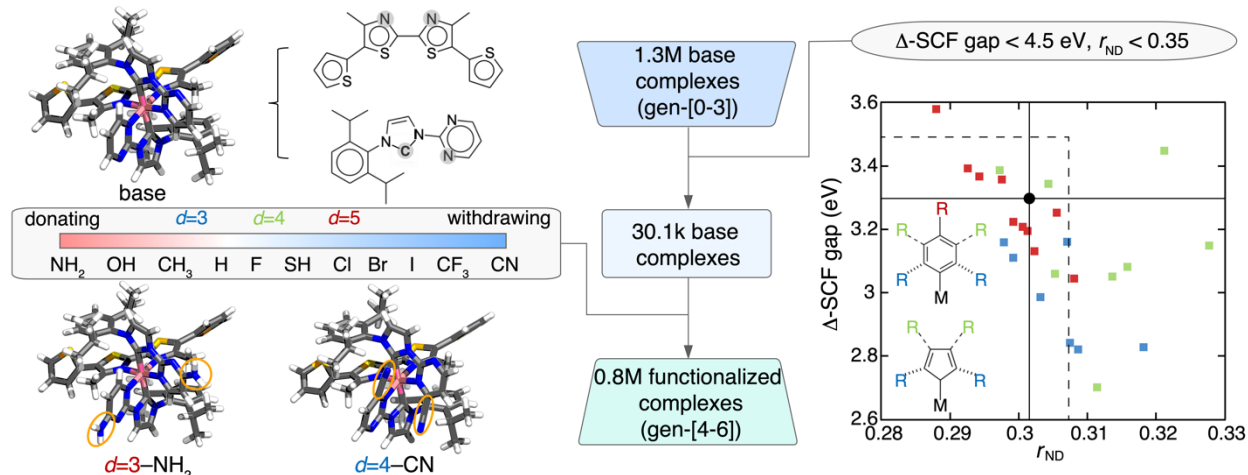 base
N
N
S
S
S
S
N
N
C
N
N
donating
d=3
d=4
d=5
withdrawing
NH2 OH CH3 H F SH Cl Br I CF3 CN
d=3–NH2
d=4–CN
1.3M base
complexes
(gen-[0-3])
30.1k base
complexes
0.8M functionalized
complexes
(gen-[4-6])
Δ-SCF gap < 4.5 eV, rND < 0.35
Δ-SCF gap (eV)
3.6
3.4
3.2
3.0
2.8
2.6
0.28 0.29 0.3 0.31 0.32 0.33
rND
R
R R
R R
M
R R
R R
M